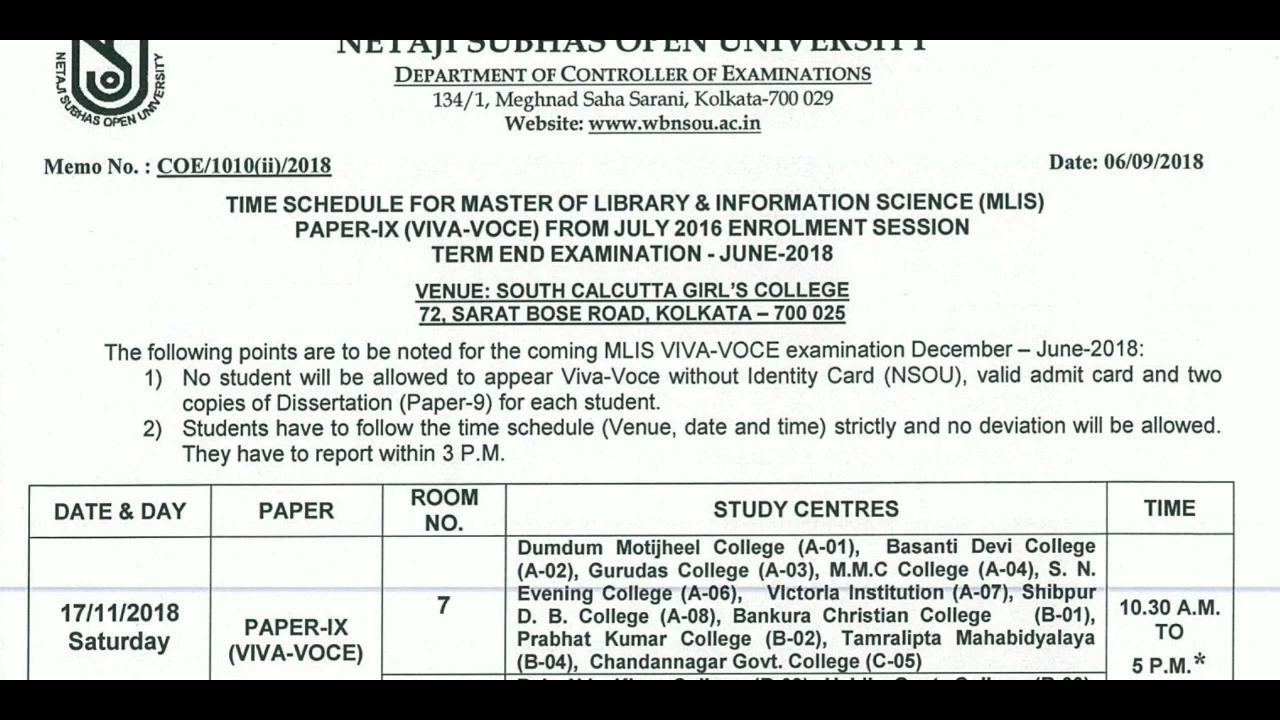 NETAJI SUBHAS OPEN UNIVERSITY
NETAJI SUBHAS OPEN UNIVERSITY
DEPARTMENT OF CONTROLLER OF EXAMINATIONS
134/1, Meghnad Saha Sarani, Kolkata-700 029
Website: www.wbnsou.ac.in
Memo No. : COE/1010(ii)/2018
Date: 06/09/2018
TIME SCHEDULE FOR MASTER OF LIBRARY & INFORMATION SCIENCE (MLIS)
PAPER-IX (VIVA-VOCE) FROM JULY 2016 ENROLMENT SESSION
TERM END EXAMINATION - JUNE-2018
VENUE: SOUTH CALCUTTA GIRL'S COLLEGE
72, SARAT BOSE ROAD, KOLKATA – 700 025
The following points are to be noted for the coming MLIS VIVA-VOCE examination December – June-2018:
1) No student will be allowed to appear Viva-Voce without Identity Card (NSOU), valid admit card and two
copies of Dissertation (Paper-9) for each student.
2) Students have to follow the time schedule (Venue, date and time) strictly and no deviation will be allowed.
They have to report within 3 P.M.
DATE & DAY
PAPER
ROOM
NO.
STUDY CENTRES
TIME
17/11/2018
Saturday
PAPER-IX
(VIVA-VOCE)
7
Dumdum Motijheel College (A-01), Basanti Devi College
(A-02), Gurudas College (A-03), M.M.C College (A-04), S. N.
Evening College (A-06), Victoria Institution (A-07), Shibpur
D. B. College (A-08), Bankura Christian College (B-01),
Prabhat Kumar College (B-02), Tamralipta Mahabidyalaya
(B-04), Chandannagar Govt. College (C-05)
10.30 A.M.
TO
5 P.M.*